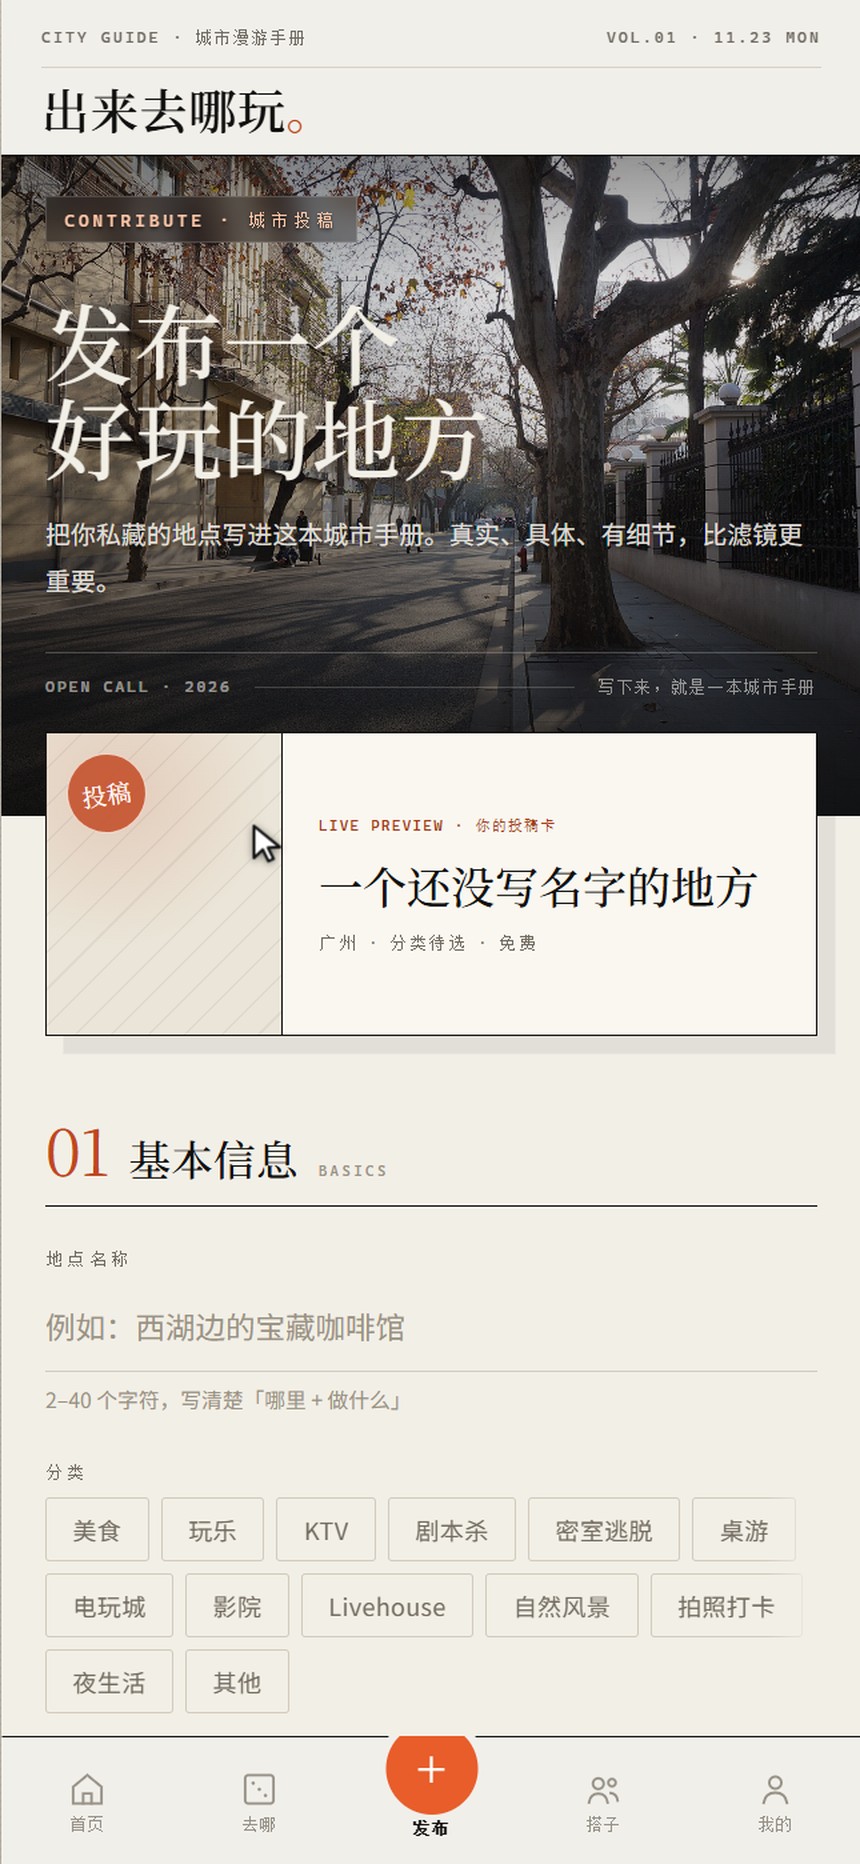 CITY GUIDE · 城市漫游手册
VOL.01 · 11.23 MON
出来去哪玩。
CONTRIBUTE · 城市投稿
发布一个
好玩的地方
把你私藏的地点写进这本城市手册。真实、具体、有细节，比滤镜更
重要。
OPEN CALL · 2026
写下来，就是一本城市手册
投稿
LIVE PREVIEW · 你的投稿卡
一个还没写名字的地方
广州 · 分类待选 · 免费
01 基本信息 BASICS
地点名称
例如：西湖边的宝藏咖啡馆
2–40 个字符，写清楚「哪里 + 做什么」
分类
美食 玩乐 KTV 剧本杀 密室逃脱 桌游
电玩城 影院 Livehouse 自然风景 拍照打卡
夜生活 其他
首页 去哪 发布 搭子 我的